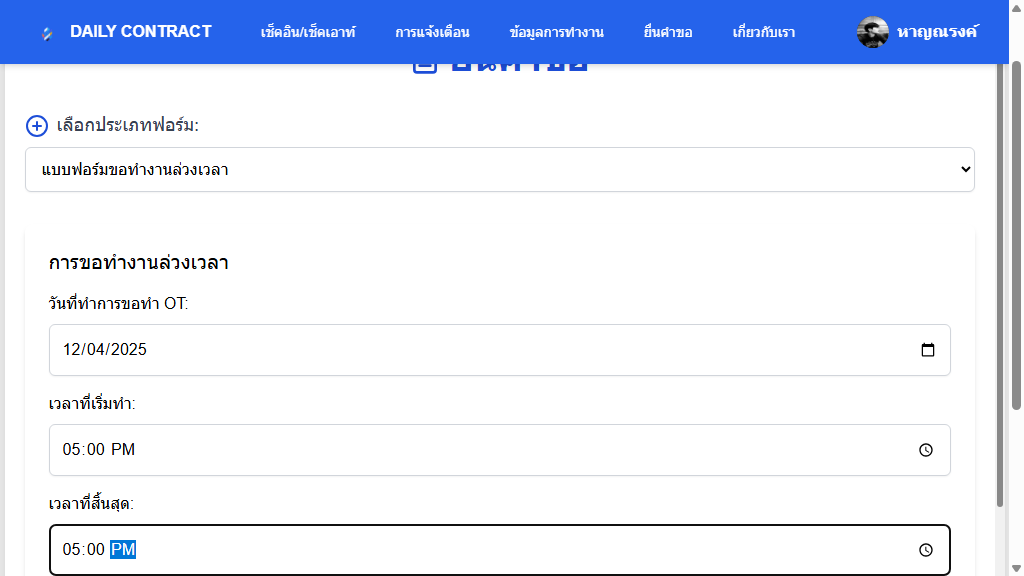 DAILY CONTRACT เช็คอิน/เช็คเอาท์ การแจ้งเตือน ข้อมูลการทำงาน ยื่นคำขอ เกี่ยวกับเรา หาญณรงค์
เลือกประเภทฟอร์ม:
แบบฟอร์มขอทำงานล่วงเวลา
การขอทำงานล่วงเวลา
วันที่ทำการขอทำ OT:
12/04/2025
เวลาที่เริ่มทำ:
05:00 PM
เวลาที่สิ้นสุด:
05:00 PM